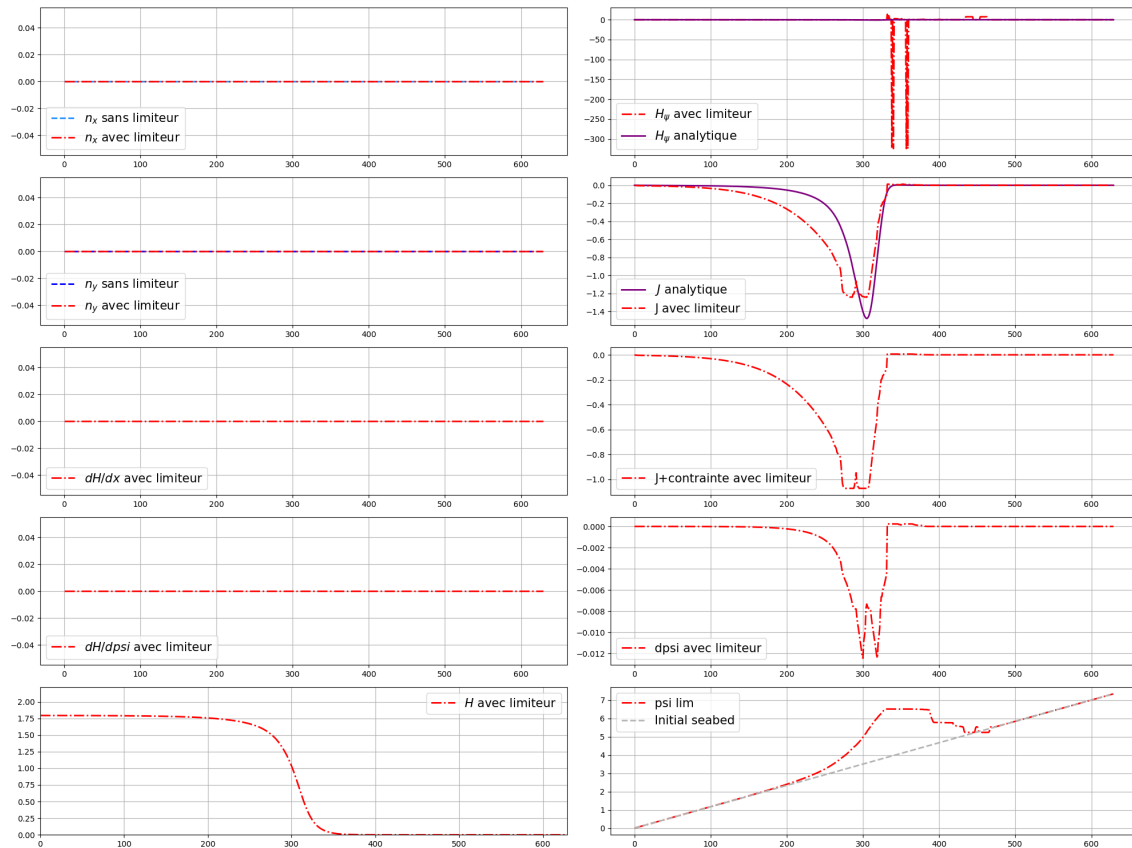 0.04
0.02
0.00
−0.02
−0.04
n_x sans limiteur
n_x avec limiteur
0 100 200 300 400 500 600
0.04
0.02
0.00
−0.02
−0.04
n_y sans limiteur
n_y avec limiteur
0 100 200 300 400 500 600
0.04
0.02
0.00
−0.02
−0.04
dH/dx avec limiteur
0 100 200 300 400 500 600
0.04
0.02
0.00
−0.02
−0.04
dH/dpsi avec limiteur
0 100 200 300 400 500 600
2.00
1.75
1.50
1.25
1.00
0.75
0.50
0.25
0.00
H avec limiteur
0 100 200 300 400 500 600
0
−50
−100
−150
−200
−250
−300
H_ψ avec limiteur
H_ψ analytique
0 100 200 300 400 500 600
0.0
−0.2
−0.4
−0.6
−0.8
−1.0
−1.2
−1.4
J analytique
J avec limiteur
0 100 200 300 400 500 600
0.0
−0.2
−0.4
−0.6
−0.8
−1.0
J+contrainte avec limiteur
0 100 200 300 400 500 600
0.000
−0.002
−0.004
−0.006
−0.008
−0.010
−0.012
dpsi avec limiteur
0 100 200 300 400 500 600
7
6
5
4
3
2
1
0
psi lim
Initial seabed
0 100 200 300 400 500 600